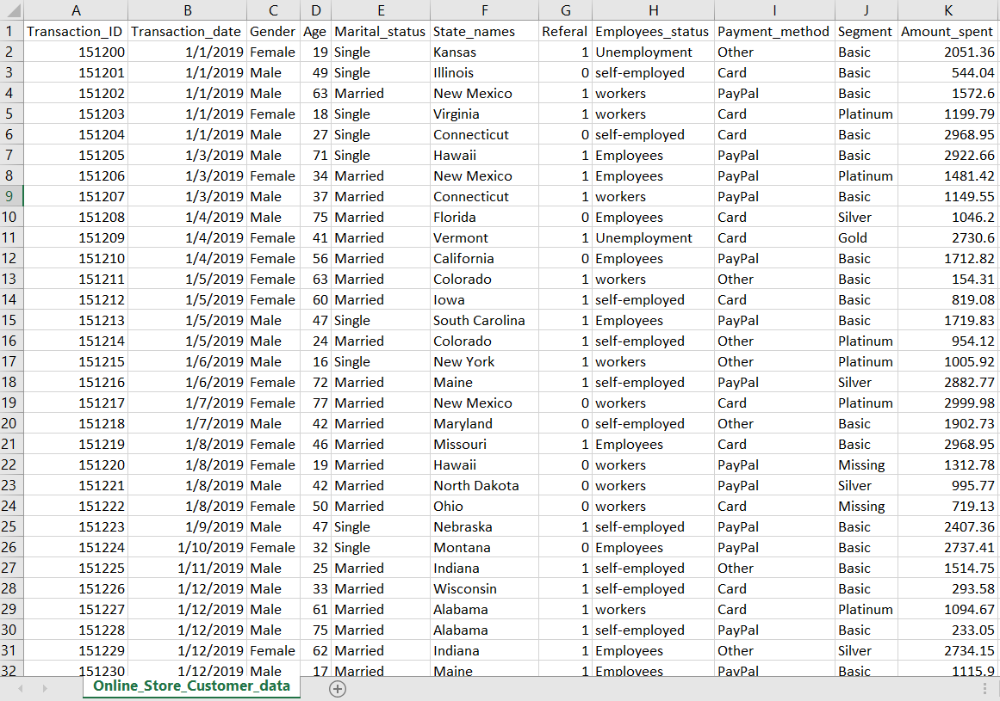 A B C D E F G H I J K
1 Transaction_ID Transaction_date Gender Age Marital_status State_names Referal Employees_status Payment_method Segment Amount_spent
2 151200 1/1/2019 Female 19 Single Kansas 1 Unemployment Other Basic 2051.36
3 151201 1/1/2019 Male 49 Single Illinois 0 self-employed Card Basic 544.04
4 151202 1/1/2019 Male 63 Married New Mexico 1 workers PayPal Basic 1572.6
5 151203 1/1/2019 Female 18 Single Virginia 1 workers Card Platinum 1199.79
6 151204 1/1/2019 Male 27 Single Connecticut 0 self-employed Card Basic 2968.95
7 151205 1/3/2019 Male 71 Single Hawaii 1 Employees PayPal Basic 2922.66
8 151206 1/3/2019 Female 34 Married New Mexico 1 Employees PayPal Platinum 1481.42
9 151207 1/3/2019 Male 37 Married Connecticut 1 workers PayPal Basic 1149.55
10 151208 1/4/2019 Male 75 Married Florida 0 Employees Card Silver 1046.2
11 151209 1/4/2019 Female 41 Married Vermont 1 Unemployment Card Gold 2730.6
12 151210 1/4/2019 Female 56 Married California 0 Employees PayPal Basic 1712.82
13 151211 1/5/2019 Female 63 Married Colorado 1 workers Other Basic 154.31
14 151212 1/5/2019 Female 60 Married Iowa 1 self-employed Card Basic 819.08
15 151213 1/5/2019 Male 47 Single South Carolina 1 Employees PayPal Basic 1719.83
16 151214 1/5/2019 Male 24 Married Colorado 1 self-employed Other Platinum 954.12
17 151215 1/6/2019 Male 16 Single New York 1 workers Other Platinum 1005.92
18 151216 1/6/2019 Female 72 Married Maine 1 self-employed PayPal Silver 2882.77
19 151217 1/7/2019 Female 77 Married New Mexico 0 workers Card Platinum 2999.98
20 151218 1/7/2019 Male 42 Married Maryland 0 self-employed Other Basic 1902.73
21 151219 1/8/2019 Female 46 Married Missouri 1 Employees Card Basic 2968.95
22 151220 1/8/2019 Female 19 Married Hawaii 0 workers PayPal Missing 1312.78
23 151221 1/8/2019 Male 42 Married North Dakota 0 workers PayPal Silver 995.77
24 151222 1/8/2019 Female 50 Married Ohio 0 workers Card Missing 719.13
25 151223 1/9/2019 Male 47 Single Nebraska 1 self-employed PayPal Basic 2407.36
26 151224 1/10/2019 Female 32 Single Montana 0 Employees PayPal Basic 2737.41
27 151225 1/11/2019 Male 25 Married Indiana 1 self-employed Other Basic 1514.75
28 151226 1/12/2019 Male 33 Married Wisconsin 1 self-employed Card Basic 293.58
29 151227 1/12/2019 Male 61 Married Alabama 1 workers Card Platinum 1094.67
30 151228 1/12/2019 Male 75 Married Alabama 1 self-employed PayPal Basic 233.05
31 151229 1/12/2019 Female 62 Married Indiana 1 Employees Other Silver 2734.15
32 151230 1/12/2019 Male 17 Married Maine 1 Employees PayPal Basic 1115.9
Online_Store_Customer_data